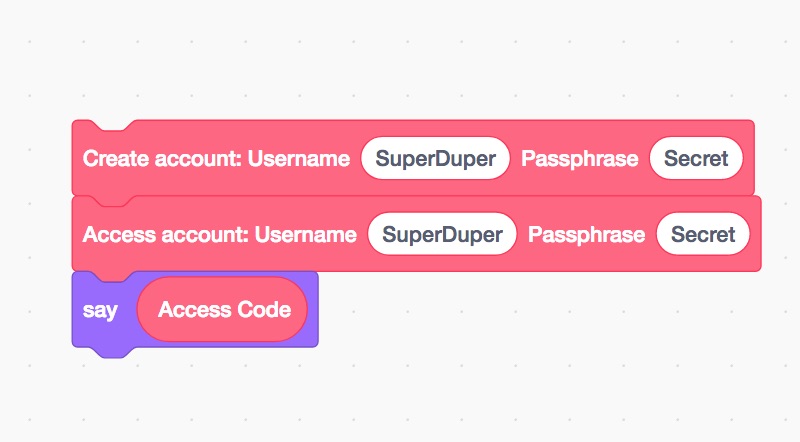 Create account: Username SuperDuper Passphrase Secret
Access account: Username SuperDuper Passphrase Secret
say Access Code